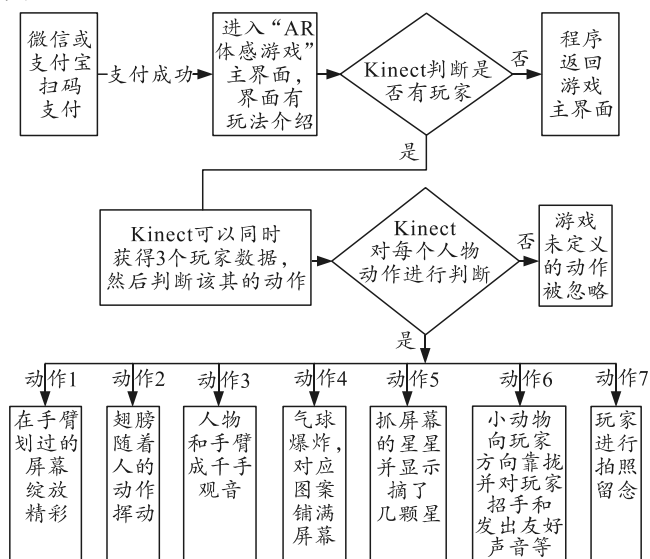 微信或
支付宝
扫码
支付
支付成功
进入“AR
体感游戏”
主界面，
界面有
玩法介绍
Kinect判断是
否有玩家
否
程序
返回
游戏
主界面
是
Kinect可以同时
获得3个玩家数据，
然后判断该其的动作
Kinect
对每个人物
动作进行判断
否
游戏
未定义
的动作
被忽略
是
动作1
动作2
动作3
动作4
动作5
动作6
动作7
在手臂
划过的
屏幕
绽放
精彩
翅膀
随着
人的
动作
挥动
人物
和手臂
成千手
观音
气球
爆炸，
对应
图案
铺满
屏幕
抓屏幕
的星星
并显示
摘了
几颗星
小动物
向玩家
方向靠拢
并对玩家
招手和
发出友好
声音等
玩家
进行
拍照
留念